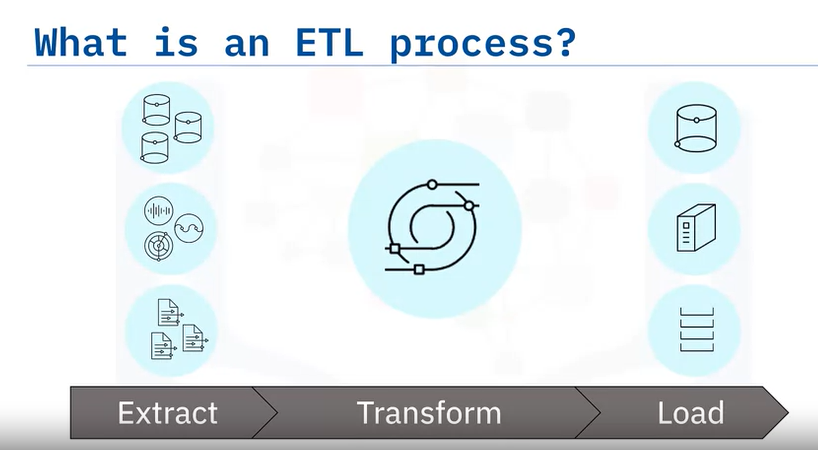 What is an ETL process?
Extract
Transform
Load